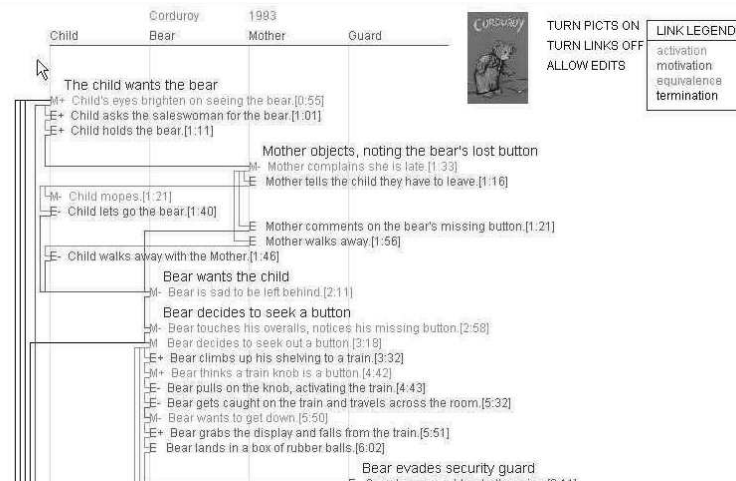 Corduroy 1983
Child Bear Mother Guard
CORDUROY
TURN PICTS ON
TURN LINKS OFF
ALLOW EDITS
LINK LEGEND
activation
motivation
equivalence
termination
The child wants the bear
M+ Child's eyes brighten on seeing the bear.[0:55]
E+ Child asks the saleswoman for the bear.[1:01]
E+ Child holds the bear.[1:11]
Mother objects, noting the bear's lost button
M- Mother complains she is late.[1:33]
E Mother tells the child they have to leave.[1:16]
M- Child mopes.[1:21]
E- Child lets go the bear.[1:40]
E Mother comments on the bear's missing button.[1:21]
E Mother walks away.[1:56]
E- Child walks away with the Mother.[1:46]
Bear wants the child
M- Bear is sad to be left behind.[2:11]
Bear decides to seek a button
M- Bear touches his overalls, notices his missing button.[2:58]
M Bear decides to seek out a button.[3:18]
E+ Bear climbs up his shelving to a train.[3:32]
M+ Bear thinks a train knob is a button.[4:42]
E- Bear pulls on the knob, activating the train.[4:43]
E- Bear gets caught on the train and travels across the room.[5:32]
M- Bear wants to get down.[5:50]
E+ Bear grabs the display and falls from the train.[5:51]
E Bear lands in a box of rubber balls.[6:02]
Bear evades security guard